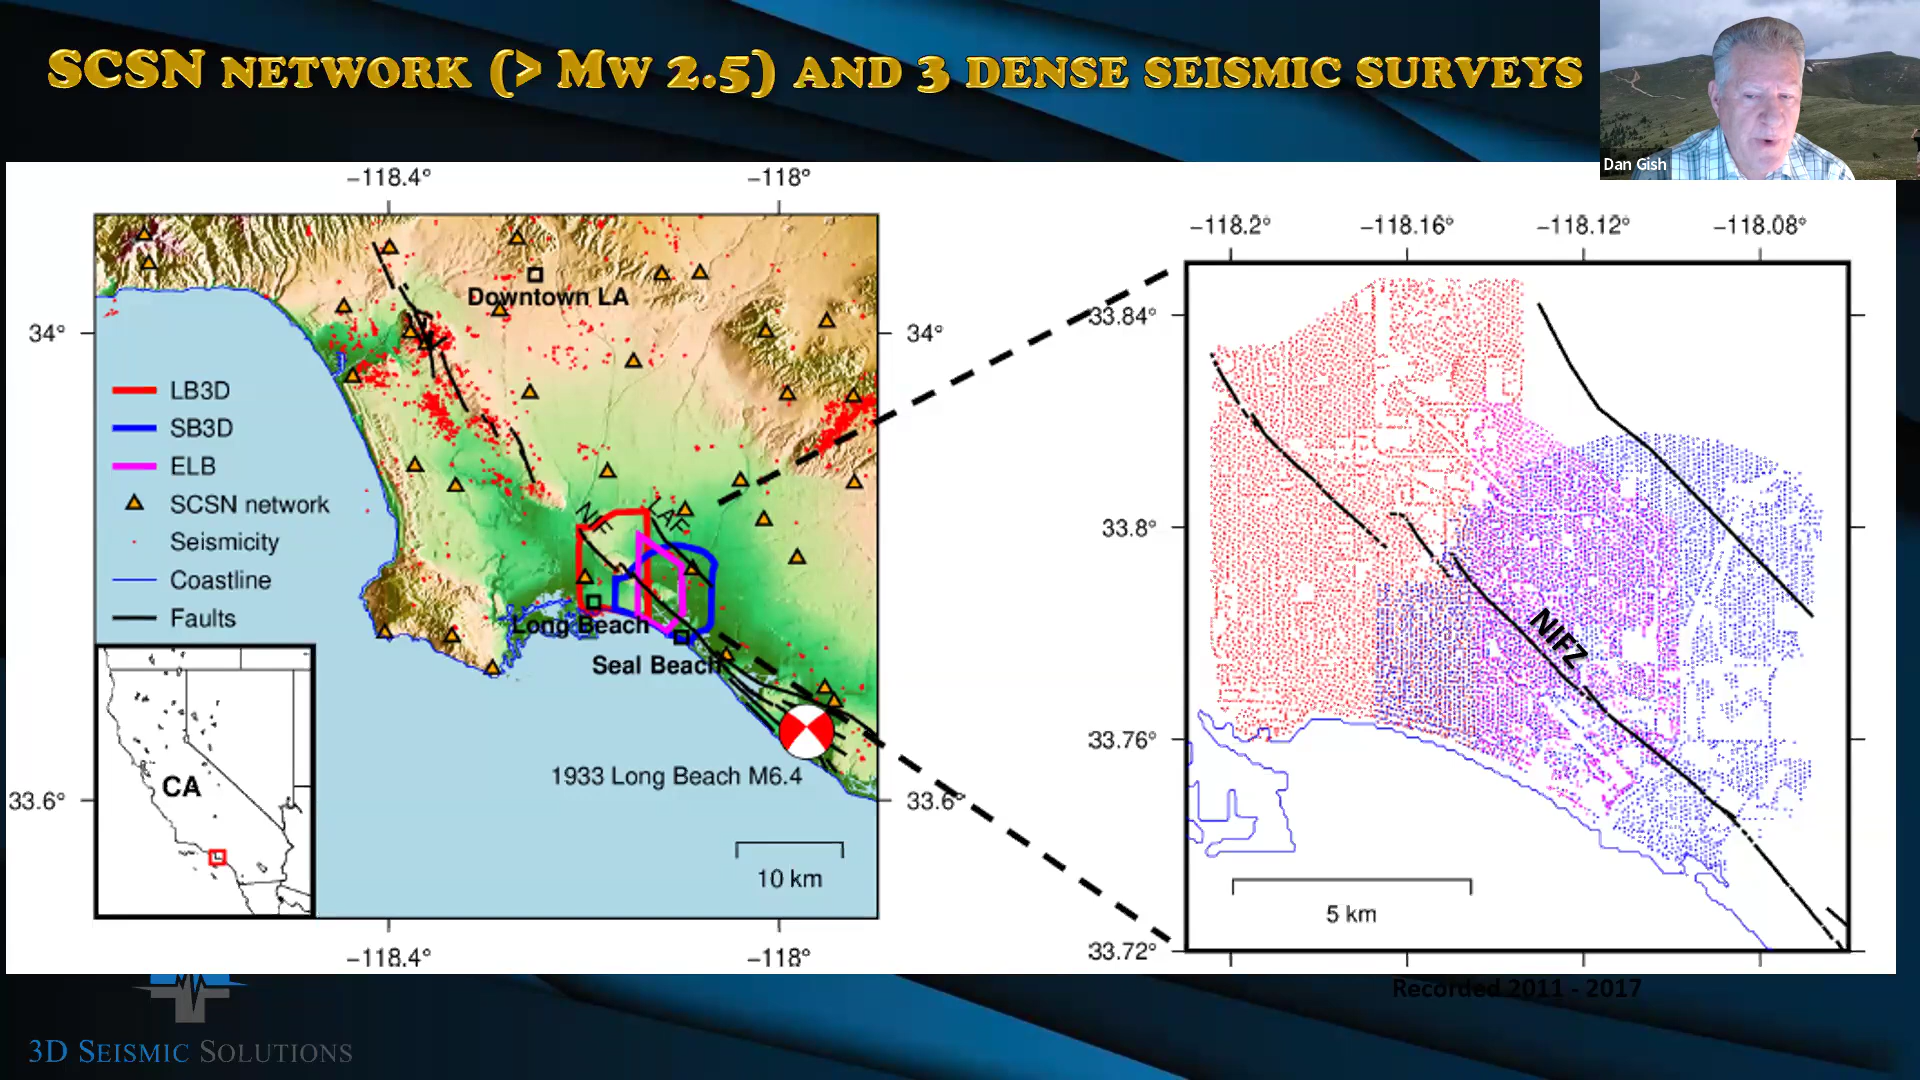 SCSN NETWORK (> MW 2.5) AND 3 DENSE SEISMIC SURVEYS
Dan Gish
−118.4° −118°
34° 34°
33.6° 33.6°
−118.4° −118°
Downtown LA
LB3D
SB3D
ELB
SCSN network
Seismicity
Coastline
Faults
NIF LAF
Long Beach
Seal Beach
1933 Long Beach M6.4
CA
10 km
−118.2° −118.16° −118.12° −118.08°
33.84°
33.8°
33.76°
33.72°
NIFZ
5 km
Recorded 2011 - 2017
3D SEISMIC SOLUTIONS